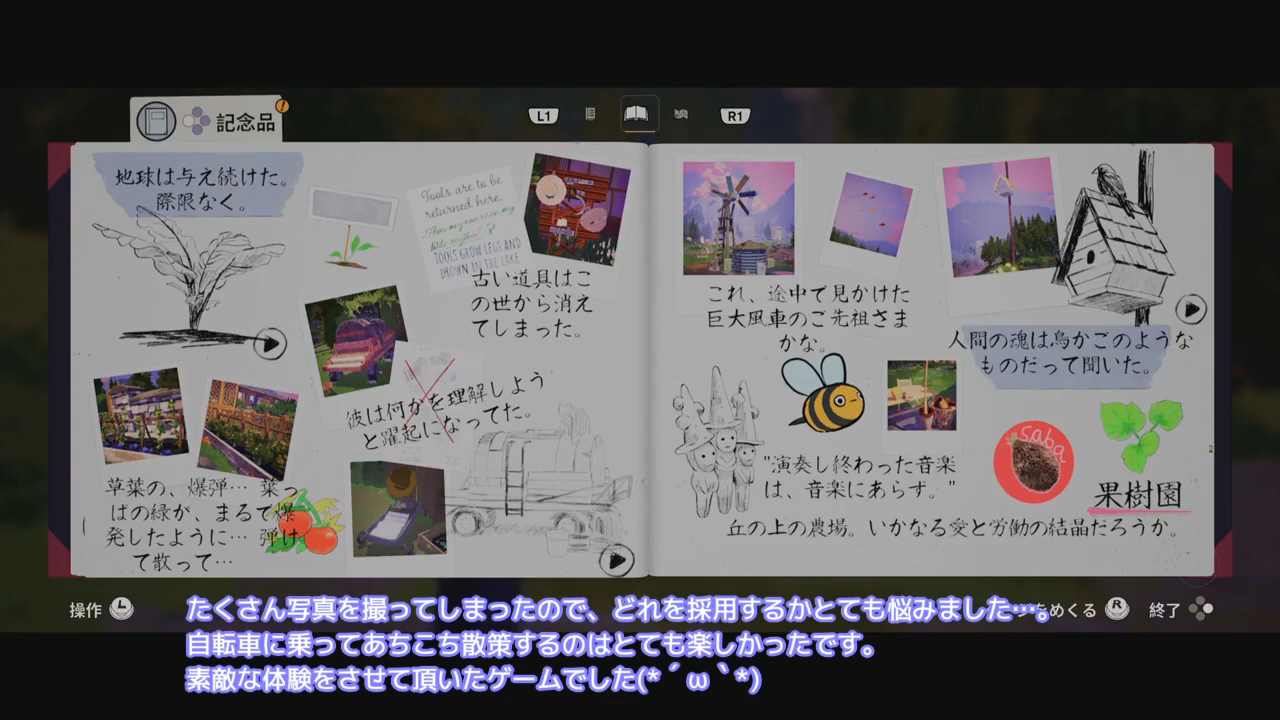 L1
R1
記念品
地球は与え続けた。
際限なく。
Tools are to be
returned here.
TOOLS GROW LEGS AND
DROWN IN THE LAKE
古い道具はこ
の世から消え
てしまった。
彼は何かを理解しよう
と躍起になってた。
草葉の、爆弾… 葉っ
ぱの緑が、まるで爆
発したように… 弾け
て散って…
これ、途中で見かけた
巨大風車のご先祖さま
かな。
人間の魂は鳥かごのような
ものだって聞いた。
"演奏し終わった音楽
は、音楽にあらず。"
saba
果樹園
丘の上の農場。いかなる愛と労働の結晶だろうか。
操作
をめくる
R
終了
たくさん写真を撮ってしまったので、どれを採用するかとても悩みました…。
自転車に乗ってあちこち散策するのはとても楽しかったです。
素敵な体験をさせて頂いたゲームでした(*´ω`*)